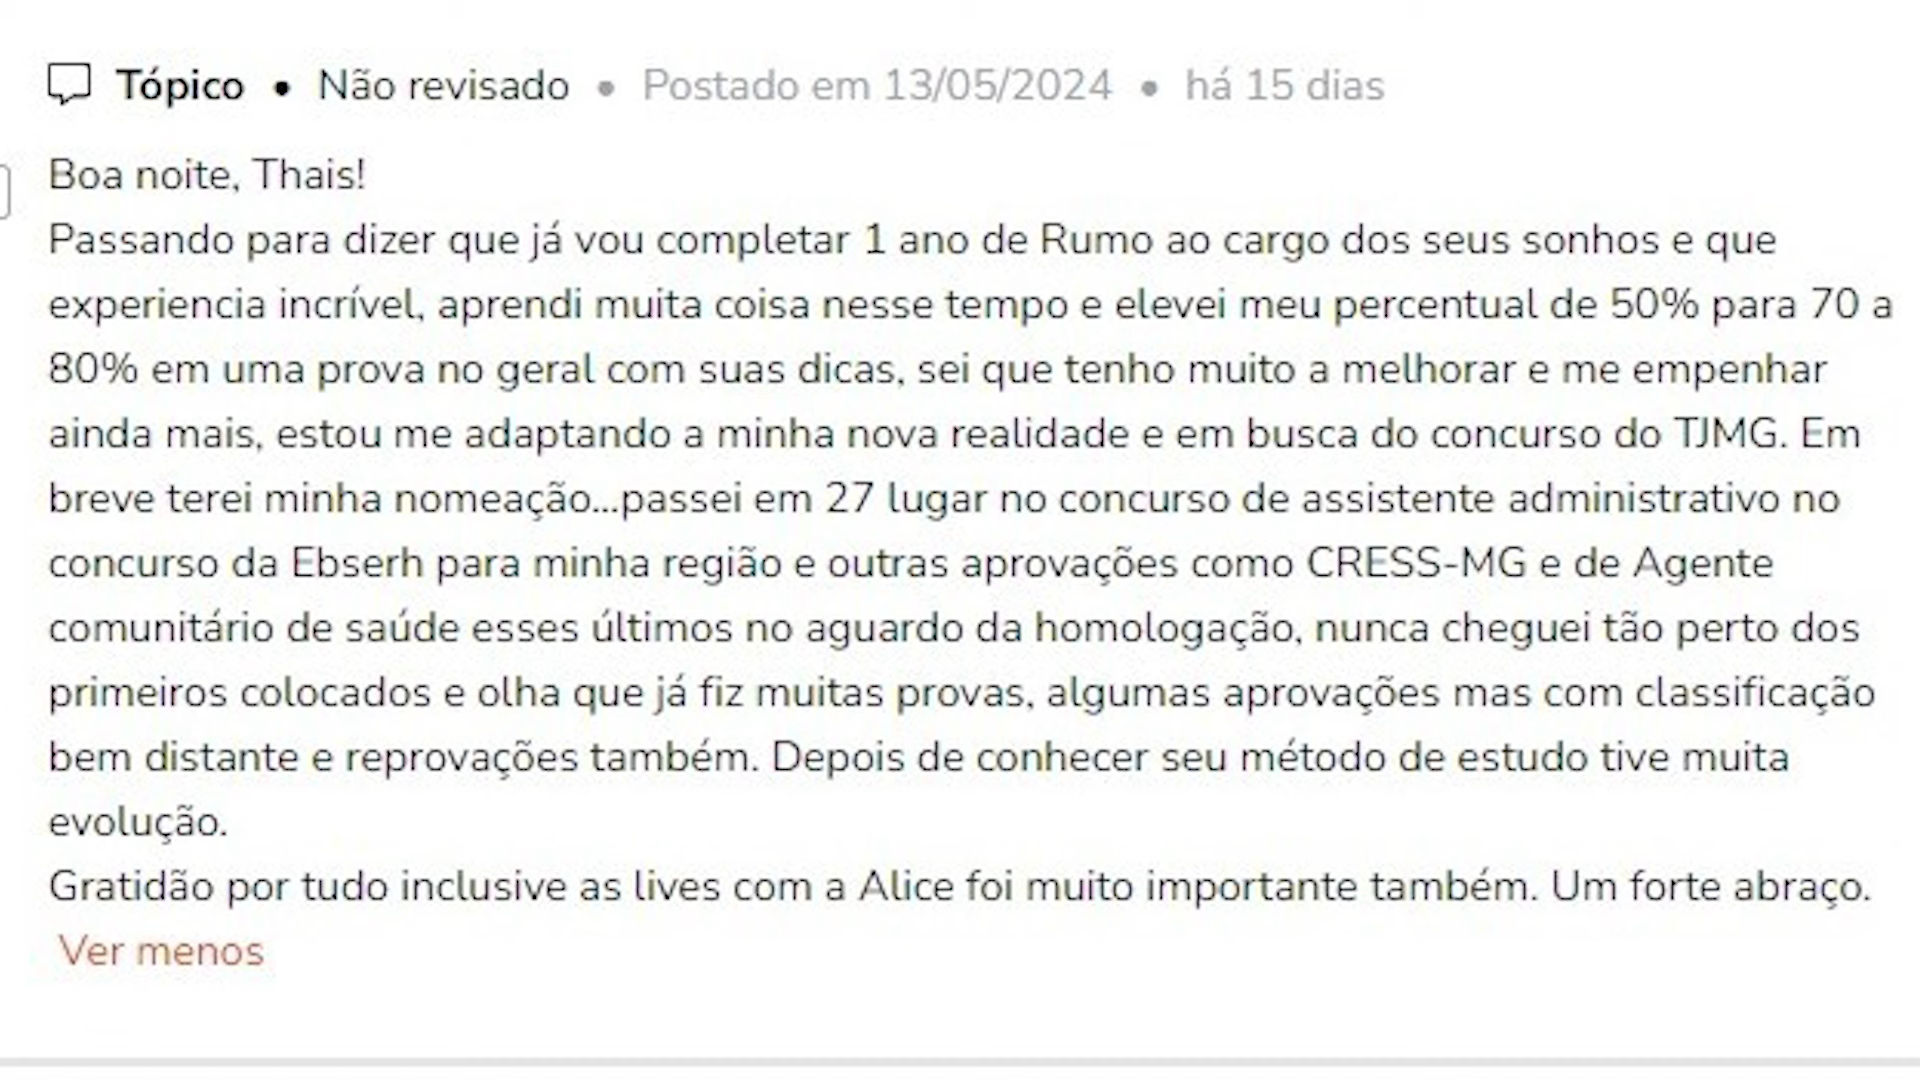 Tópico • Não revisado • Postado em 13/05/2024 • há 15 dias
Boa noite, Thais!
Passando para dizer que já vou completar 1 ano de Rumo ao cargo dos seus sonhos e que
experiencia incrível, aprendi muita coisa nesse tempo e elevei meu percentual de 50% para 70 a
80% em uma prova no geral com suas dicas, sei que tenho muito a melhorar e me empenhar
ainda mais, estou me adaptando a minha nova realidade e em busca do concurso do TJMG. Em
breve terei minha nomeação...passei em 27 lugar no concurso de assistente administrativo no
concurso da Ebserh para minha região e outras aprovações como CRESS-MG e de Agente
comunitário de saúde esses últimos no aguardo da homologação, nunca cheguei tão perto dos
primeiros colocados e olha que já fiz muitas provas, algumas aprovações mas com classificação
bem distante e reprovações também. Depois de conhecer seu método de estudo tive muita
evolução.
Gratidão por tudo inclusive as lives com a Alice foi muito importante também. Um forte abraço.
Ver menos